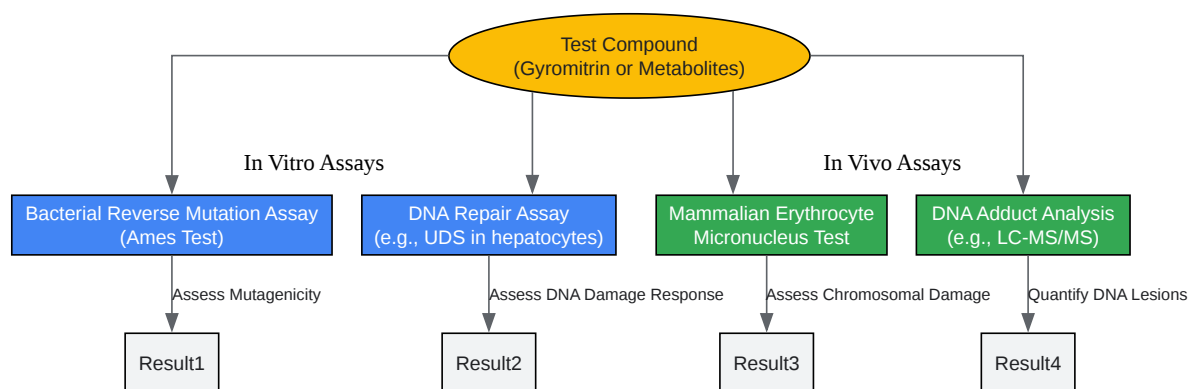 Test Compound
(Gyromitrin or Metabolites)
In Vitro Assays
In Vivo Assays
Bacterial Reverse Mutation Assay
(Ames Test)
DNA Repair Assay
(e.g., UDS in hepatocytes)
Mammalian Erythrocyte
Micronucleus Test
DNA Adduct Analysis
(e.g., LC-MS/MS)
Assess Mutagenicity
Assess DNA Damage Response
Assess Chromosomal Damage
Quantify DNA Lesions
Result1
Result2
Result3
Result4